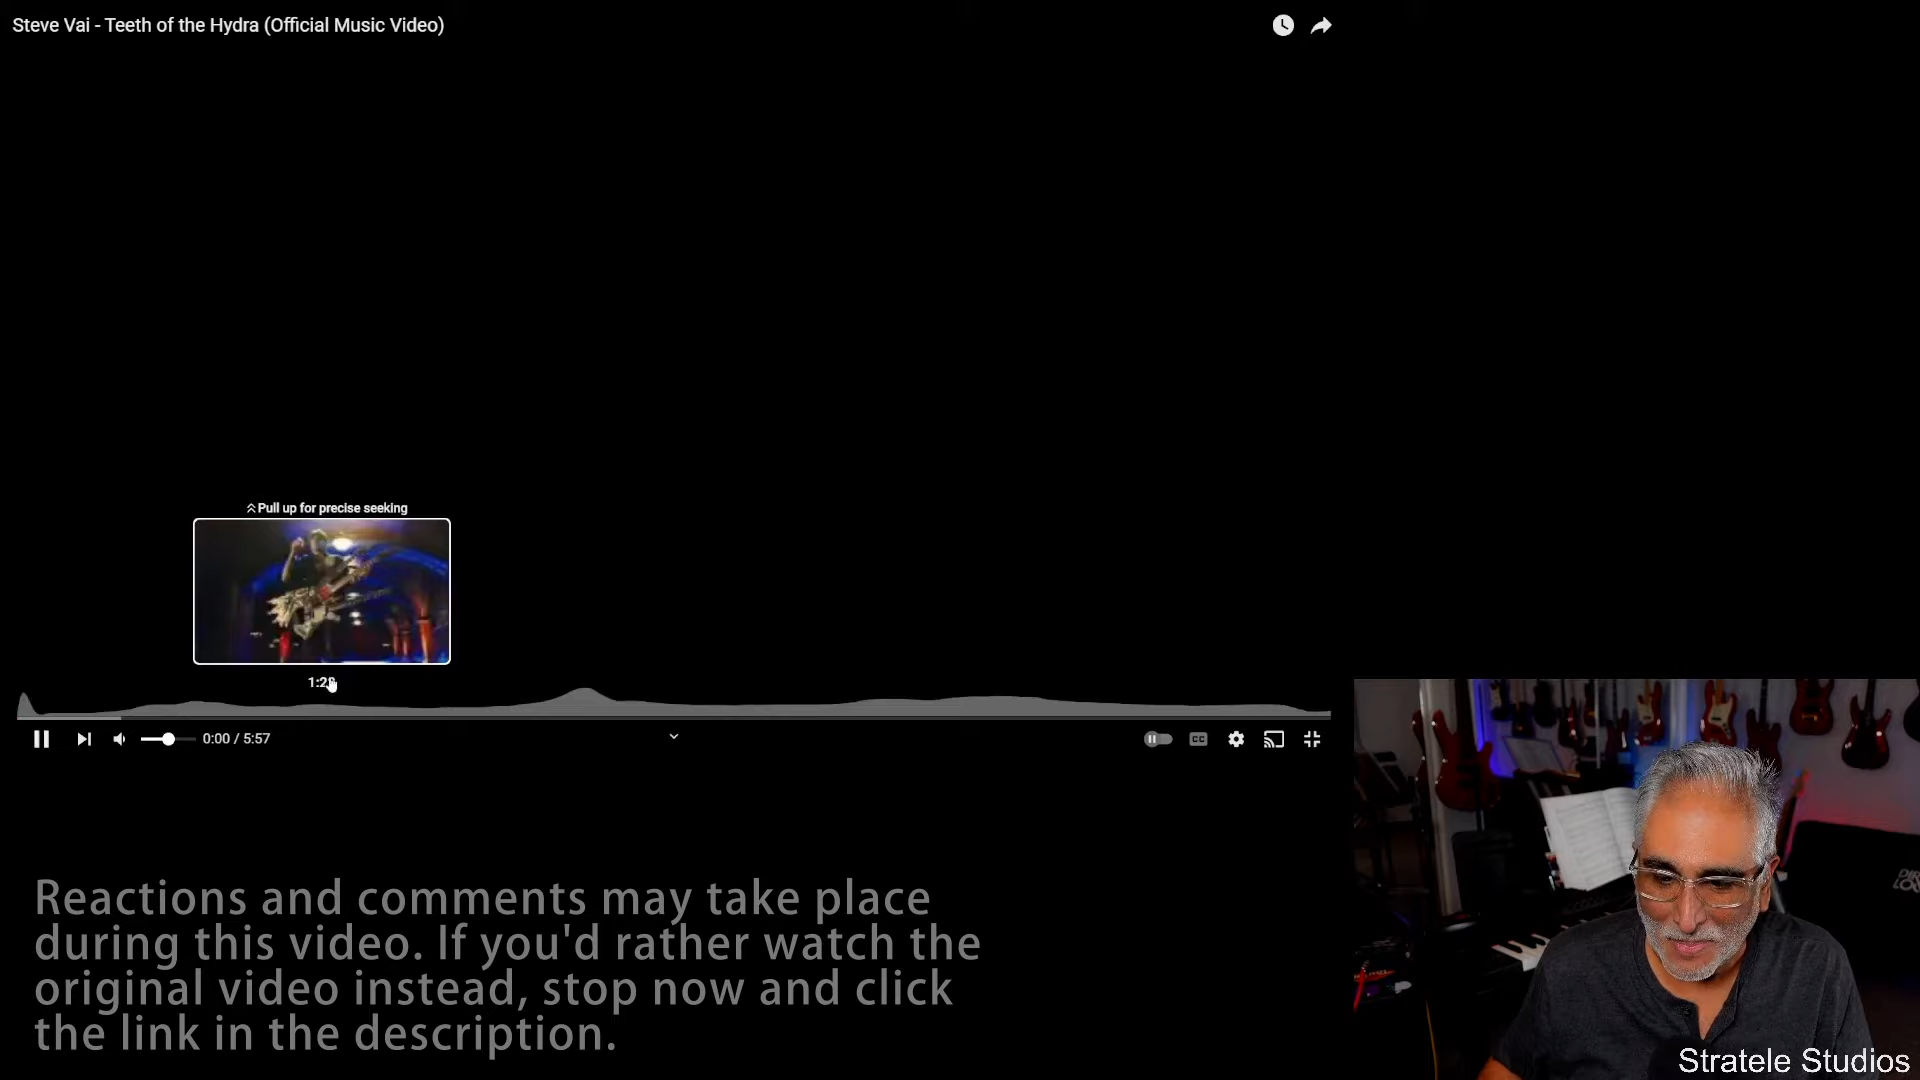 Steve Vai - Teeth of the Hydra (Official Music Video)
Pull up for precise seeking
0:00 / 5:57
CC
Reactions and comments may take place
during this video. If you'd rather watch the
original video instead, stop now and click
the link in the description.
Stratele Studios